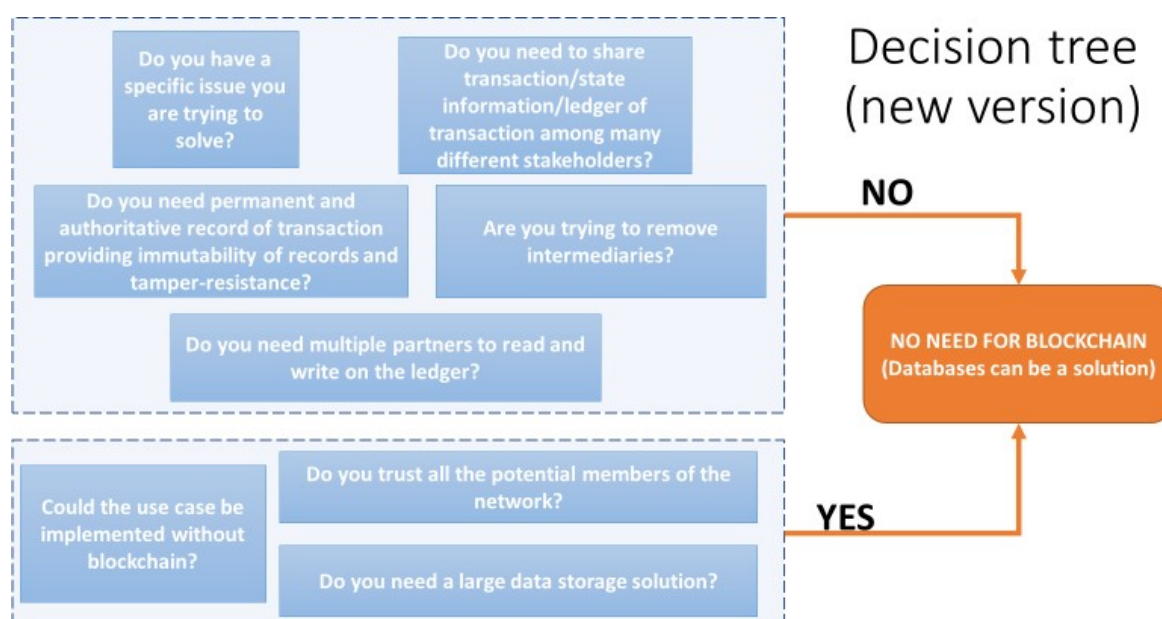 Decision tree
(new version)
Do you have a
specific issue you
are trying to
solve?
Do you need to share
transaction/state
information/ledger of
transaction among many
different stakeholders?
Do you need permanent and
authoritative record of transaction
providing immutability of records and
tamper-resistance?
Are you trying to remove
intermediaries?
Do you need multiple partners to read and
write on the ledger?
NO
NO NEED FOR BLOCKCHAIN
(Databases can be a solution)
Could the use case be
implemented without
blockchain?
Do you trust all the potential members of the
network?
Do you need a large data storage solution?
YES